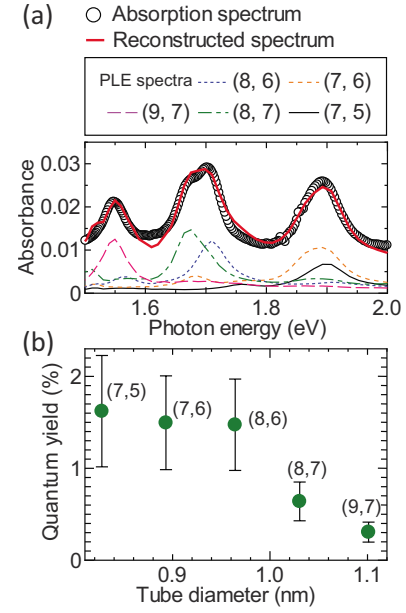 (a)
Absorption spectrum
Reconstructed spectrum
PLE spectra (8, 6) (7, 6)
(9, 7) (8, 7) (7, 5)
Absorbance
0.03
0.02
0.01
0
1.6 1.8 2.0
Photon energy (eV)
(b)
Quantum yield (%)
2
1
0
(7,5)
(7,6)
(8,6)
(8,7)
(9,7)
0.9 1.0 1.1
Tube diameter (nm)